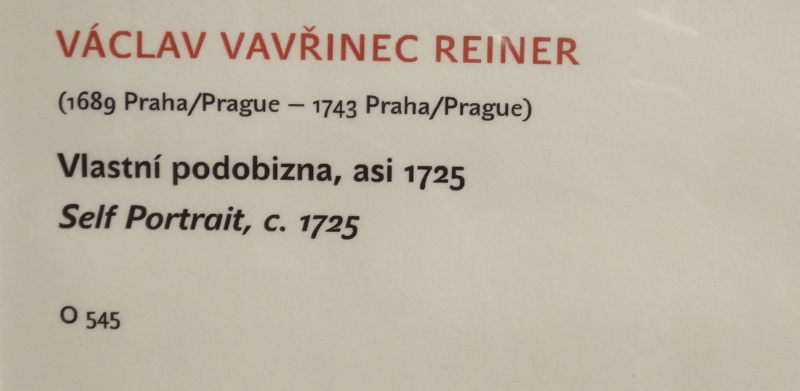 VÁCLAV VAVŘINEC REINER
(1689 Praha/Prague – 1743 Praha/Prague)
Vlastní podobizna, asi 1725
Self Portrait, c. 1725
O 545